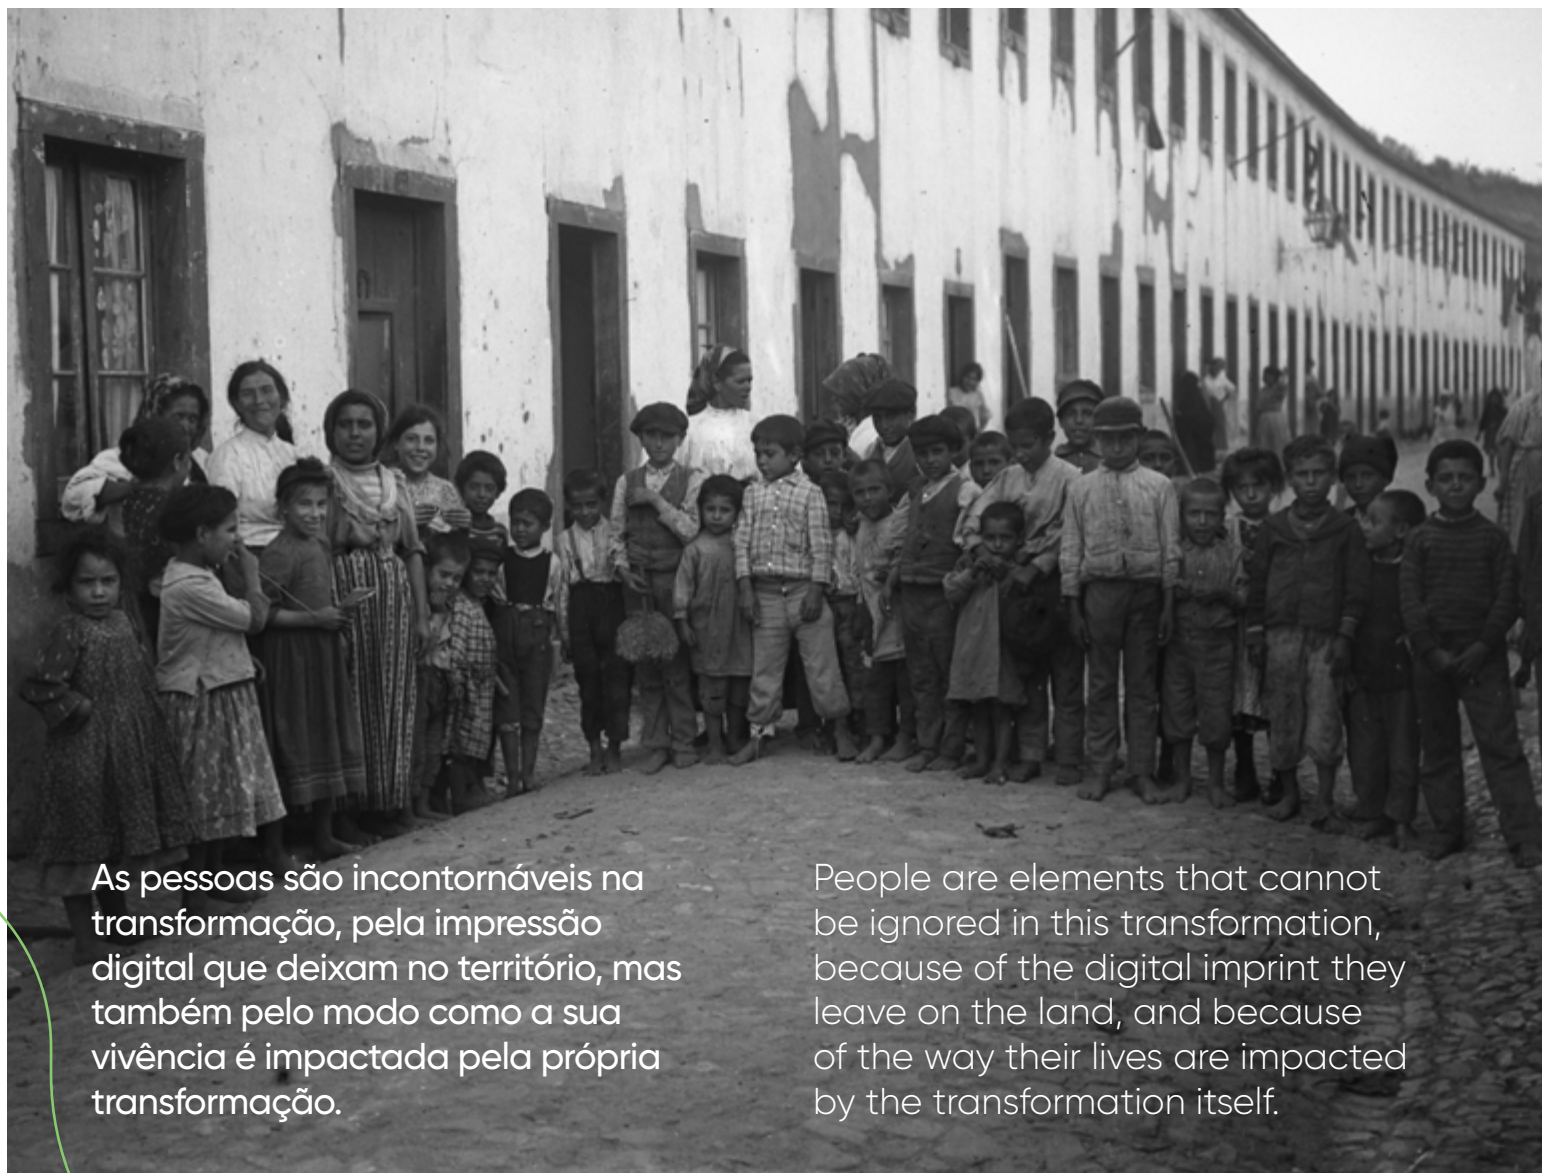 As pessoas são incontornáveis na
transformação, pela impressão
digital que deixam no território, mas
também pelo modo como a sua
vivência é impactada pela própria
transformação.
People are elements that cannot
be ignored in this transformation,
because of the digital imprint they
leave on the land, and because
of the way their lives are impacted
by the transformation itself.